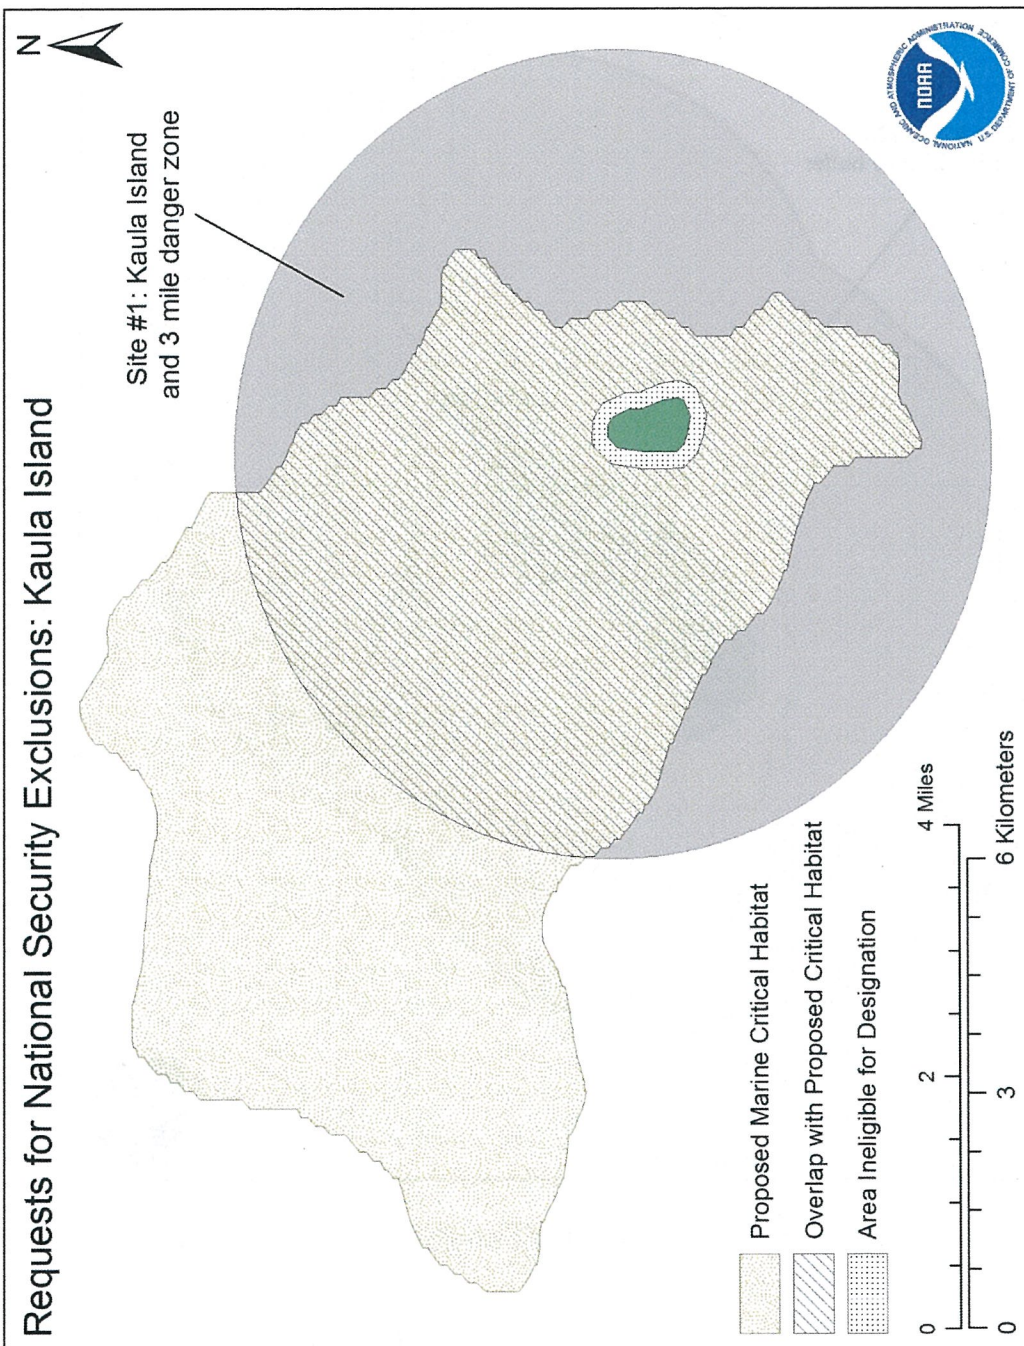 Requests for National Security Exclusions: Kaula Island
N
Site #1: Kaula Island
and 3 mile danger zone
Proposed Marine Critical Habitat
Overlap with Proposed Critical Habitat
Area Ineligible for Designation
0 2 4 Miles
0 3 6 Kilometers
NATIONAL OCEANIC AND ATMOSPHERIC ADMINISTRATION
U.S. DEPARTMENT OF COMMERCE
NOAA